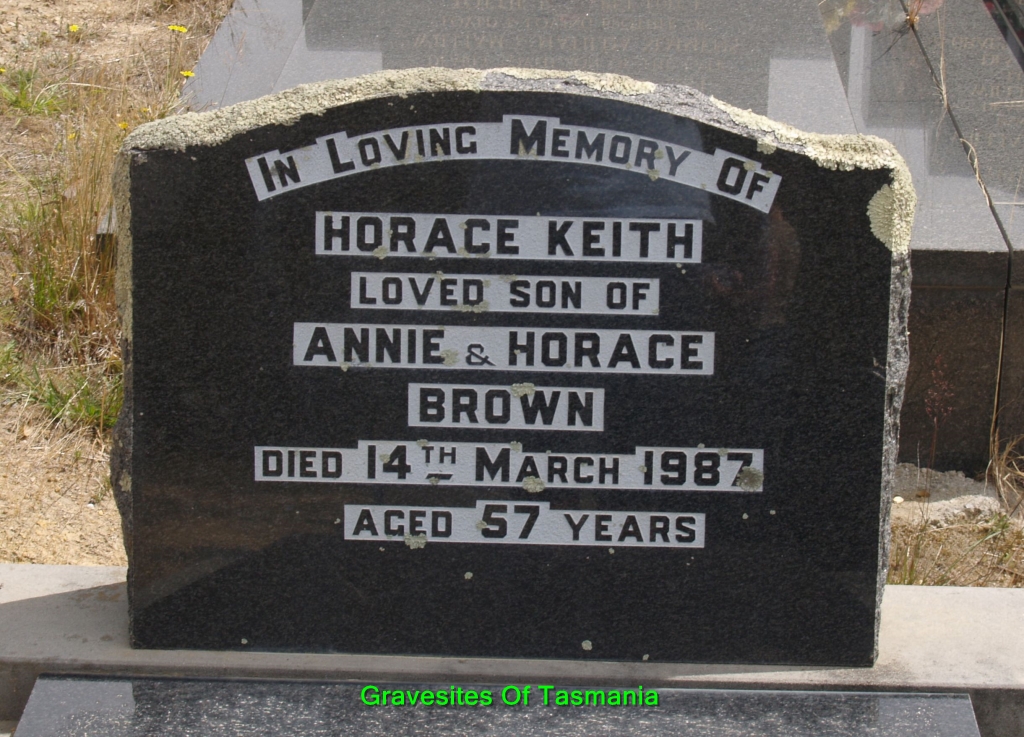 In Loving Memory Of
HORACE KEITH
LOVED SON OF
ANNIE & HORACE
BROWN
DIED 14TH MARCH 1987
AGED 57 YEARS
Gravesites Of Tasmania